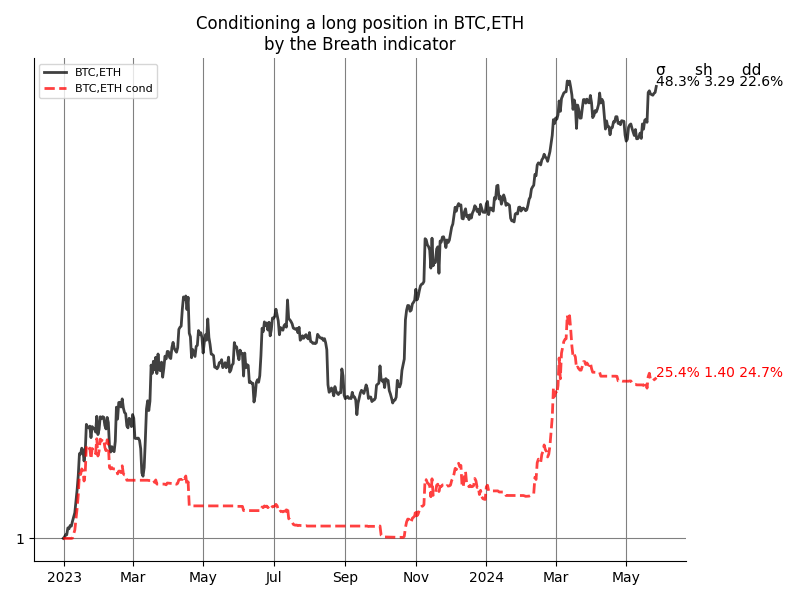 Conditioning a long position in BTC,ETH
by the Breath indicator
BTC,ETH
BTC,ETH cond
σ sh dd
48.3% 3.29 22.6%
25.4% 1.40 24.7%
1
2023 Mar May Jul Sep Nov 2024 Mar May